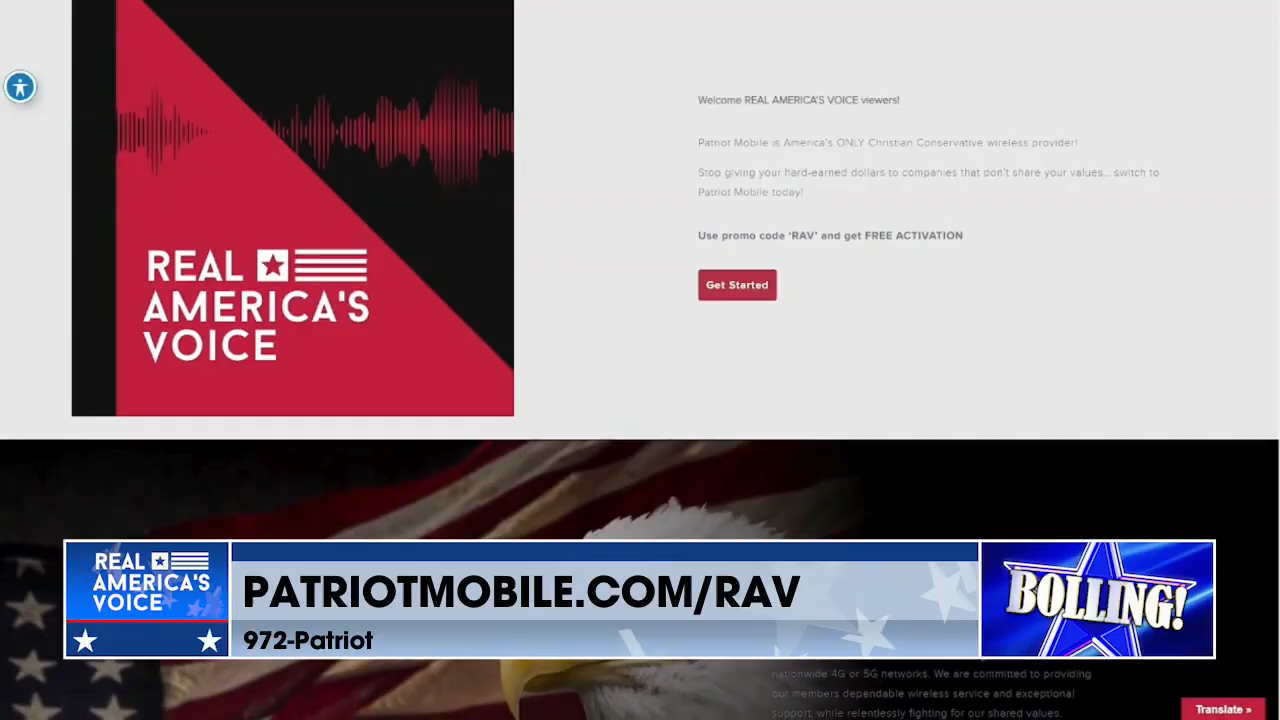 Welcome REAL AMERICA'S VOICE viewers!
Patriot Mobile is America's ONLY Christian Conservative wireless provider!
Stop giving your hard-earned dollars to companies that don't share your values... switch to
Patriot Mobile today!
Use promo code 'RAV' and get FREE ACTIVATION
Get Started
REAL
AMERICA'S
VOICE
REAL
AMERICA'S
VOICE
PATRIOTMOBILE.COM/RAV
972-Patriot
BOLLING!
nationwide 4G or 5G networks. We are committed to providing
our members dependable wireless service and exceptional
support, while relentlessly fighting for our shared values.
Translate »